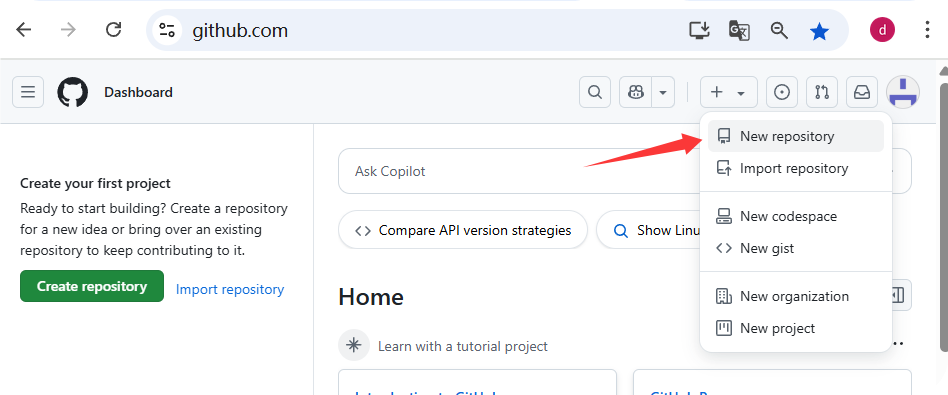 github.com
d
Dashboard
New repository
Import repository
New codespace
New gist
New organization
New project
Create your first project
Ready to start building? Create a repository
for a new idea or bring over an existing
repository to keep contributing to it.
Create repository
Import repository
Ask Copilot
Compare API version strategies
Show Linu
Home
Learn with a tutorial project